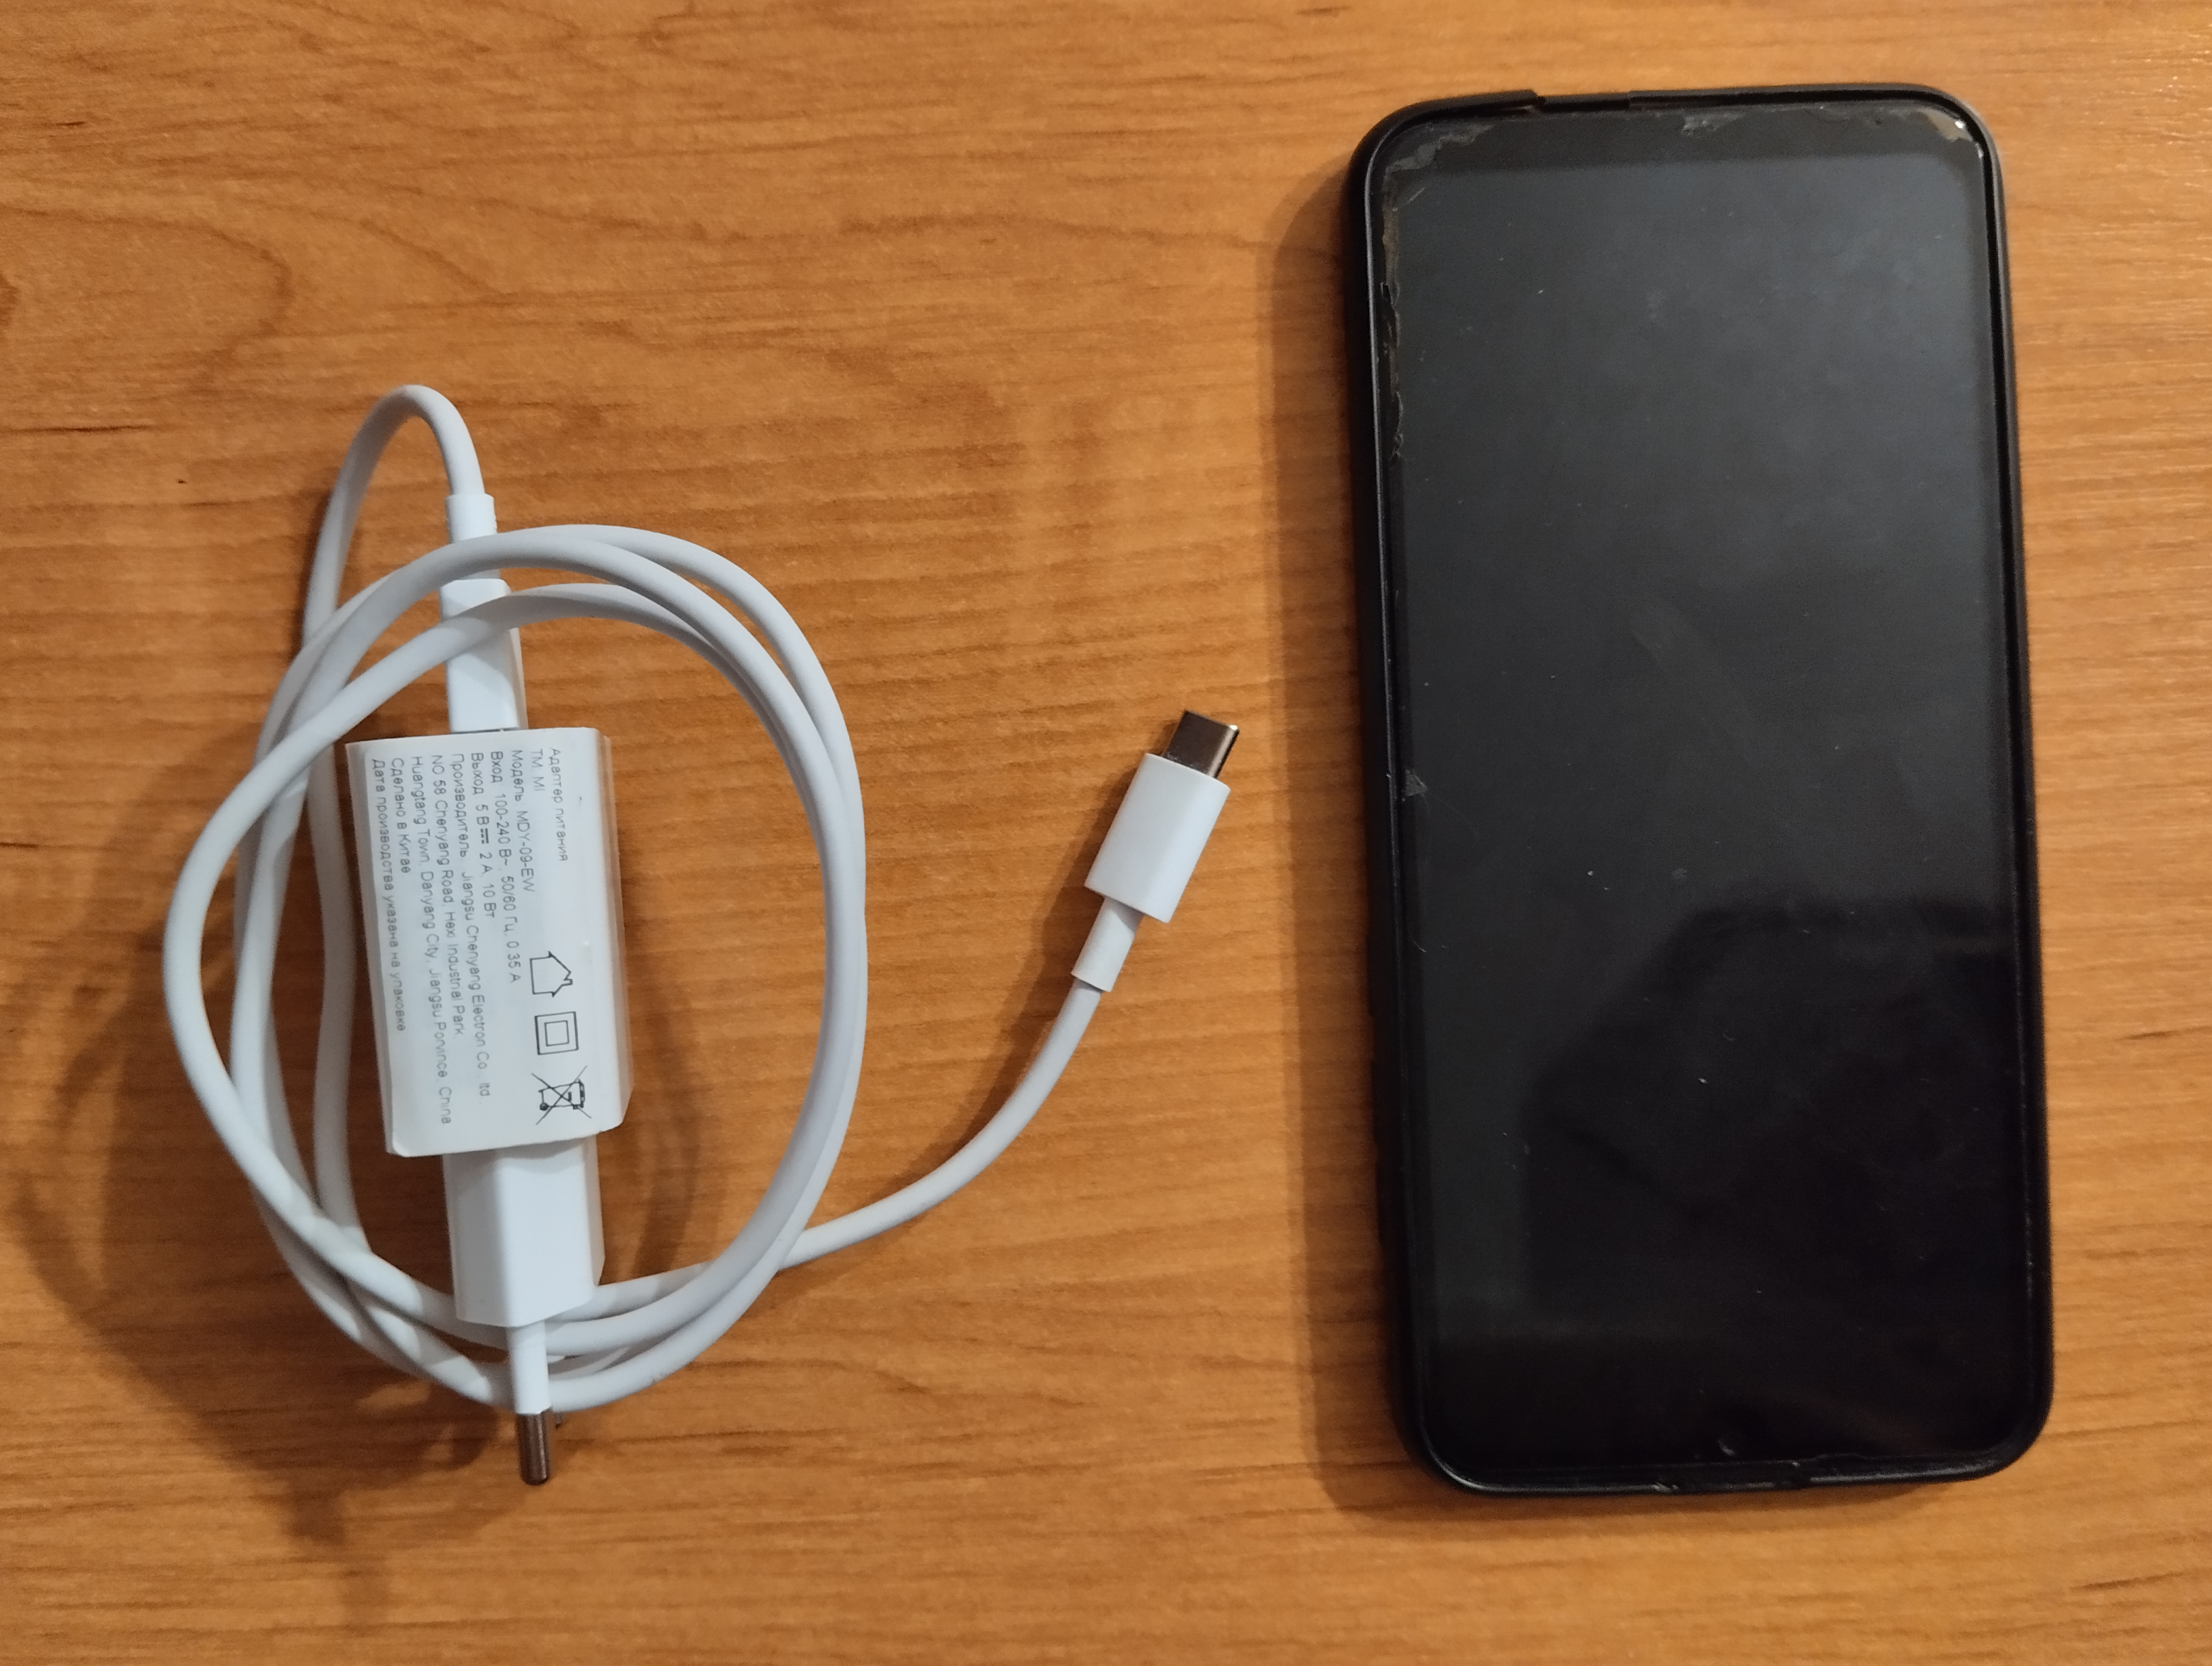 Адаптер питания
TM. MI
Модель. MDY-09-EW
Вход. 100-240 В~, 50/60 Гц, 0.35 А
Выход. 5 В⎓ 2 А, 10 Вт
Производитель. Jiangsu Chenyang Electron Co., ltd.
NO.58 Chenyang Road, Hexi Industrial Park,
Huangtang Town, Danyang City, Jiangsu Porvince, China
Сделано в Китае
Дата производства указана на упаковке